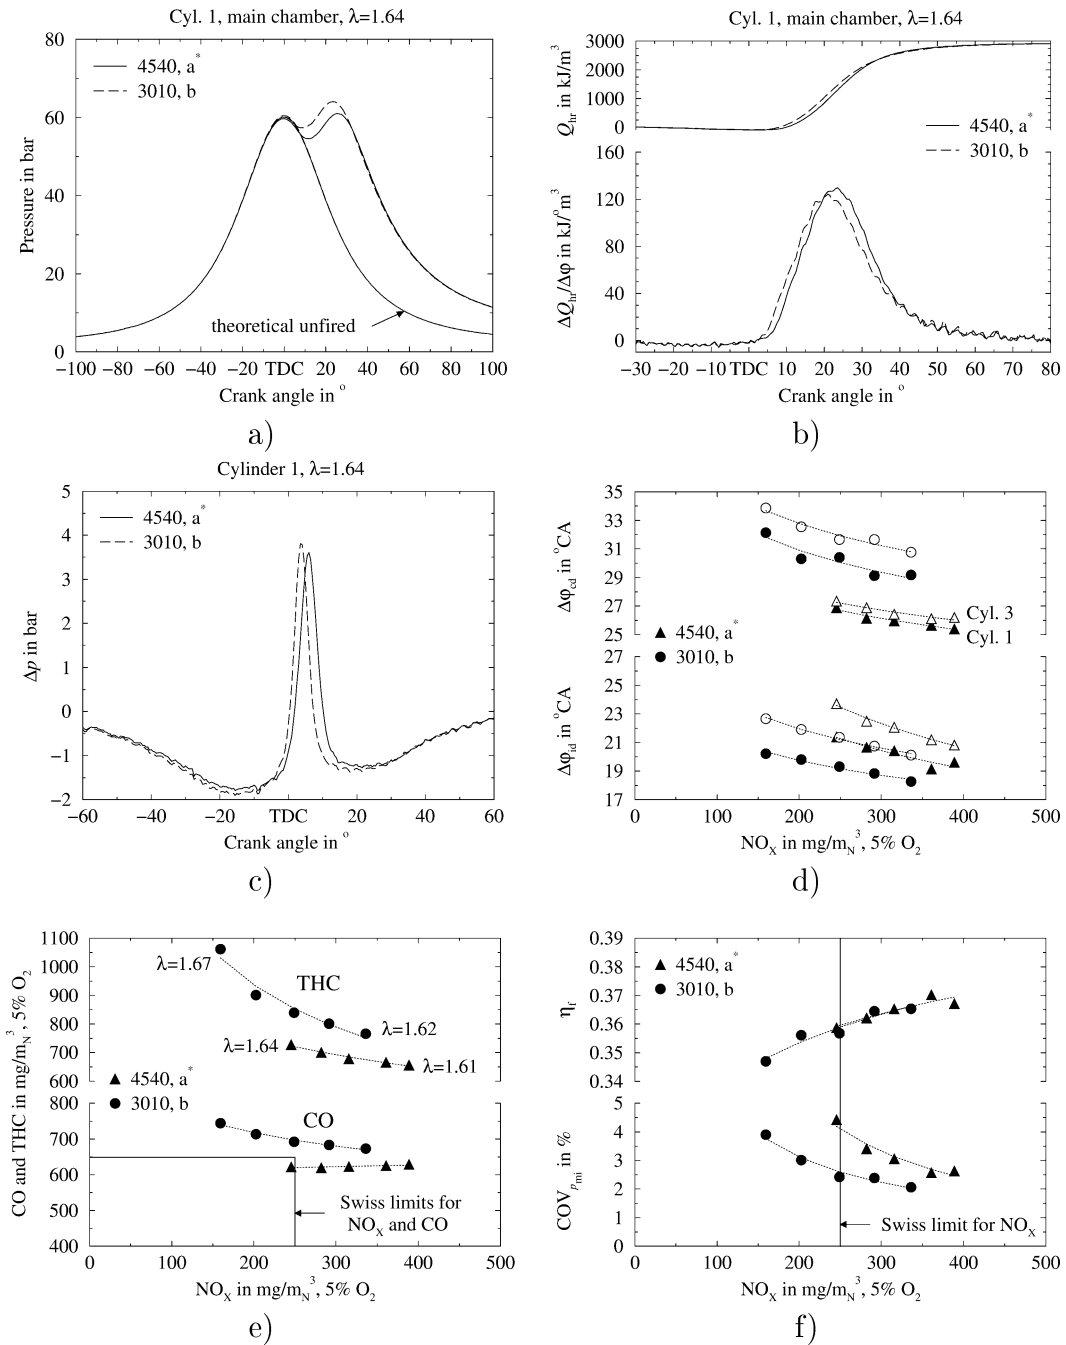 Cyl. 1, main chamber, λ=1.64
80
60
40
20
0
Pressure in bar
4540, a*
3010, b
theoretical unfired
−100 −80 −60 −40 −20 TDC 20 40 60 80 100
Crank angle in °
a)
Cyl. 1, main chamber, λ=1.64
3000
2000
1000
0
Q_hr in kJ/m³
4540, a*
3010, b
160
120
80
40
0
ΔQ_hr/Δφ in kJ/°m³
−30 −20 −10 TDC 10 20 30 40 50 60 70 80
Crank angle in °
b)
Cylinder 1, λ=1.64
5
4
3
2
1
0
−1
−2
Δp in bar
4540, a*
3010, b
−60 −40 −20 TDC 20 40 60
Crank angle in °
c)
35
33
31
29
27
25
Δφ_cd in °CA
Cyl. 3
Cyl. 1
4540, a*
3010, b
27
25
23
21
19
17
Δφ_id in °CA
0 100 200 300 400 500
NO_X in mg/m_N³, 5% O₂
d)
1100
1000
900
800
700
600
CO and THC in mg/m_N³, 5% O₂
λ=1.67
THC
λ=1.62
λ=1.64
λ=1.61
4540, a*
3010, b
800
700
600
500
400
CO
Swiss limits for
NO_X and CO
0 100 200 300 400 500
NO_X in mg/m_N³, 5% O₂
e)
0.39
0.38
0.37
0.36
0.35
0.34
η_f
4540, a*
3010, b
5
4
3
2
1
0
COV_p_mi in %
Swiss limit for NO_X
0 100 200 300 400 500
NO_X in mg/m_N³, 5% O₂
f)